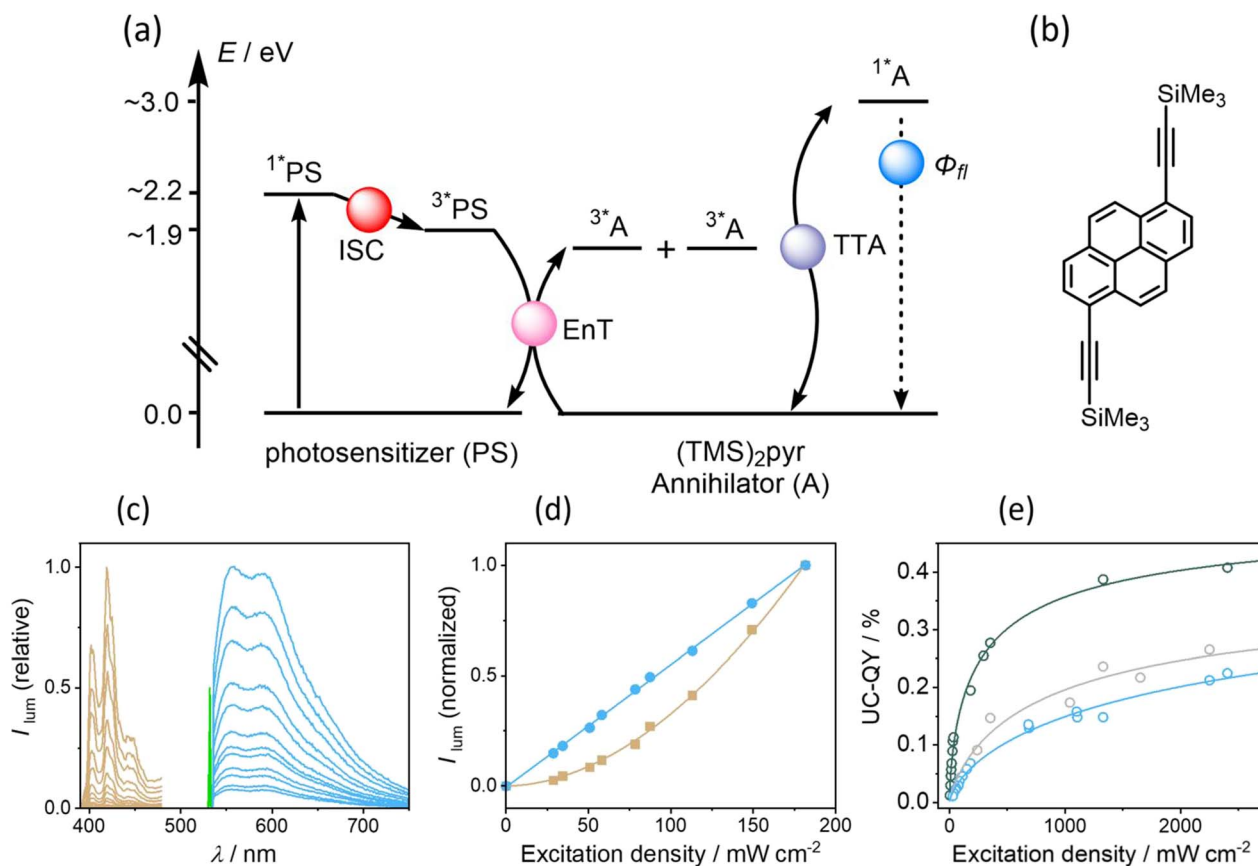 (a)
E / eV
~3.0
~2.2
~1.9
0.0
1*PS
ISC
3*PS
EnT
3*A + 3*A
TTA
1*A
Φfl
photosensitizer (PS)
(TMS)2pyr
Annihilator (A)
(b)
SiMe3
SiMe3
(c)
I lum (relative)
1.0
0.5
0.0
400 500 600 700
λ / nm
(d)
I lum (normalized)
1.0
0.5
0.0
0 50 100 150 200
Excitation density / mW cm-2
(e)
UC-QY / %
0.4
0.3
0.2
0.1
0.0
0 1000 2000
Excitation density / mW cm-2